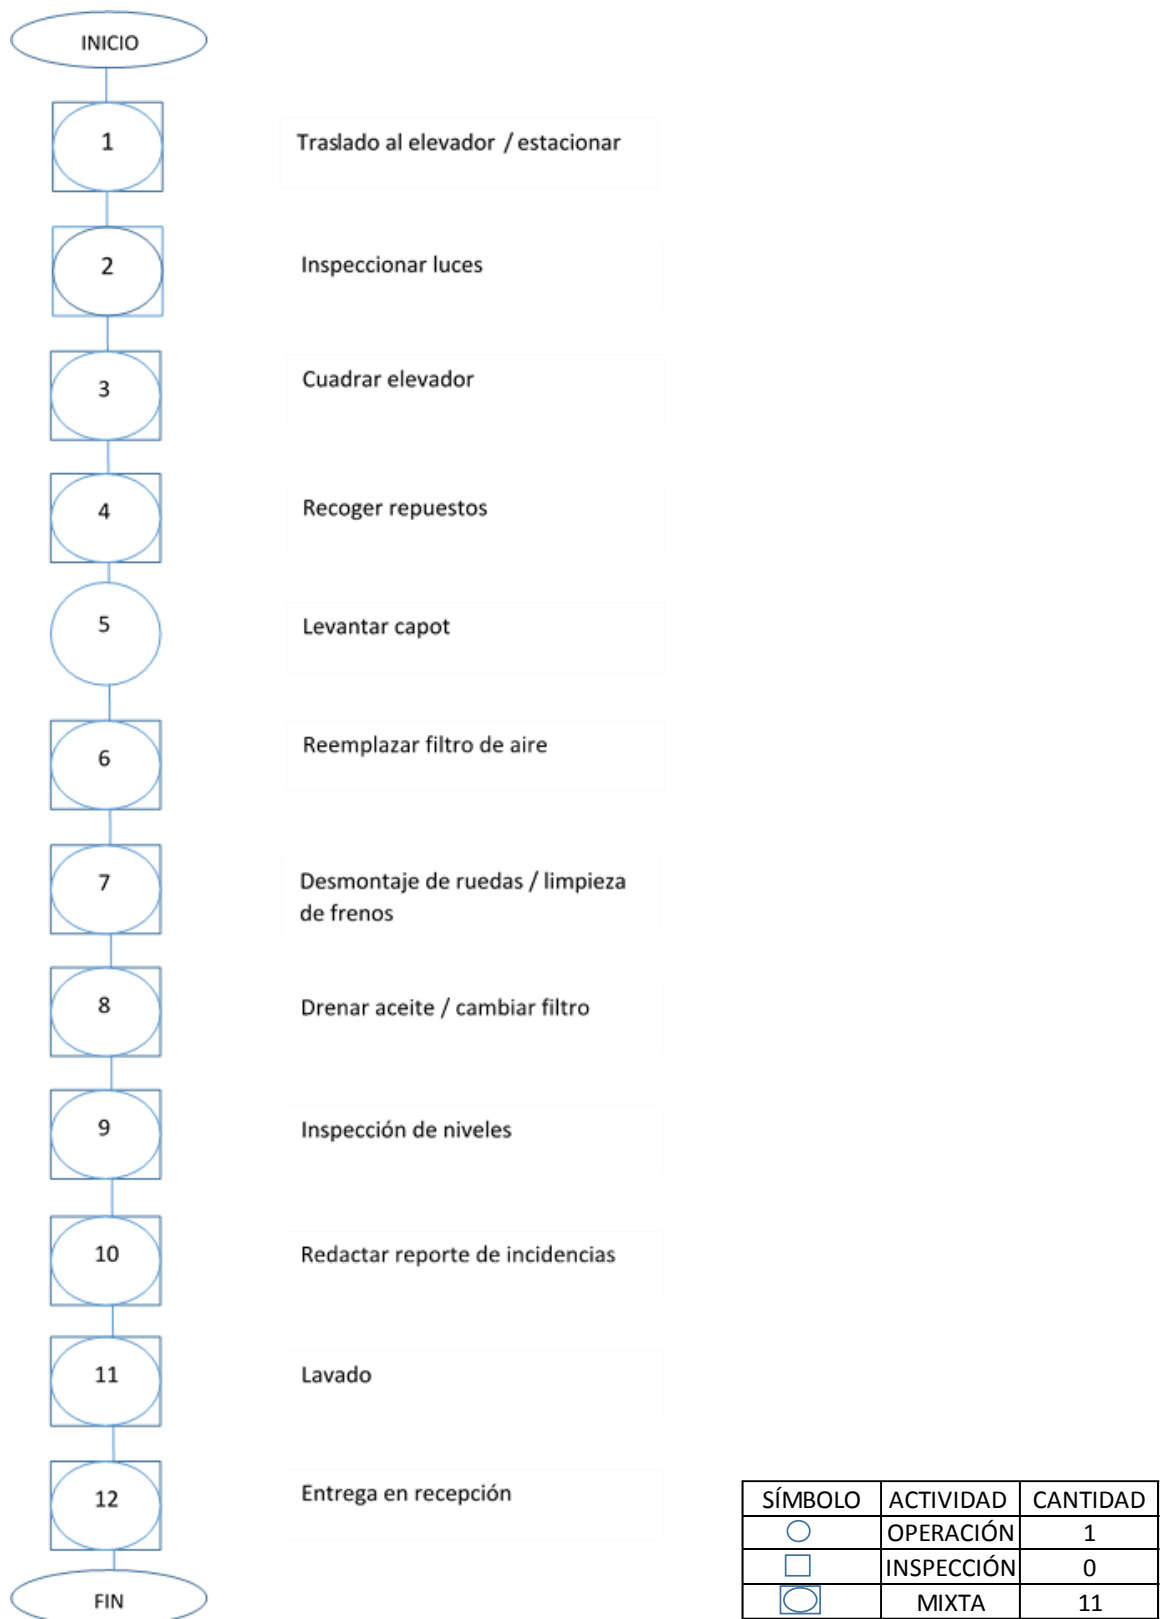 INICIO
1
Traslado al elevador / estacionar
2
Inspeccionar luces
3
Cuadrar elevador
4
Recoger repuestos
5
Levantar capot
6
Reemplazar filtro de aire
7
Desmontaje de ruedas / limpieza
de frenos
8
Drenar aceite / cambiar filtro
9
Inspección de niveles
10
Redactar reporte de incidencias
11
Lavado
12
Entrega en recepción
FIN
SÍMBOLO ACTIVIDAD CANTIDAD
OPERACIÓN 1
INSPECCIÓN 0
MIXTA 11